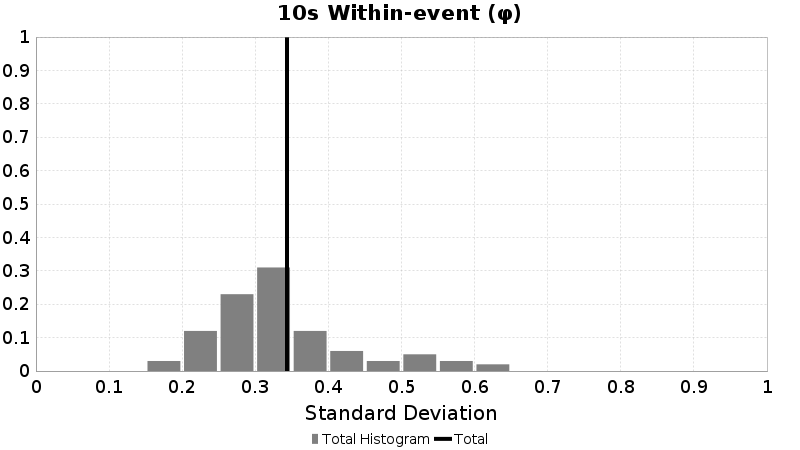 10s Within-event (φ)
1
0.9
0.8
0.7
0.6
0.5
0.4
0.3
0.2
0.1
0
0 0.1 0.2 0.3 0.4 0.5 0.6 0.7 0.8 0.9 1
Standard Deviation
Total Histogram Total